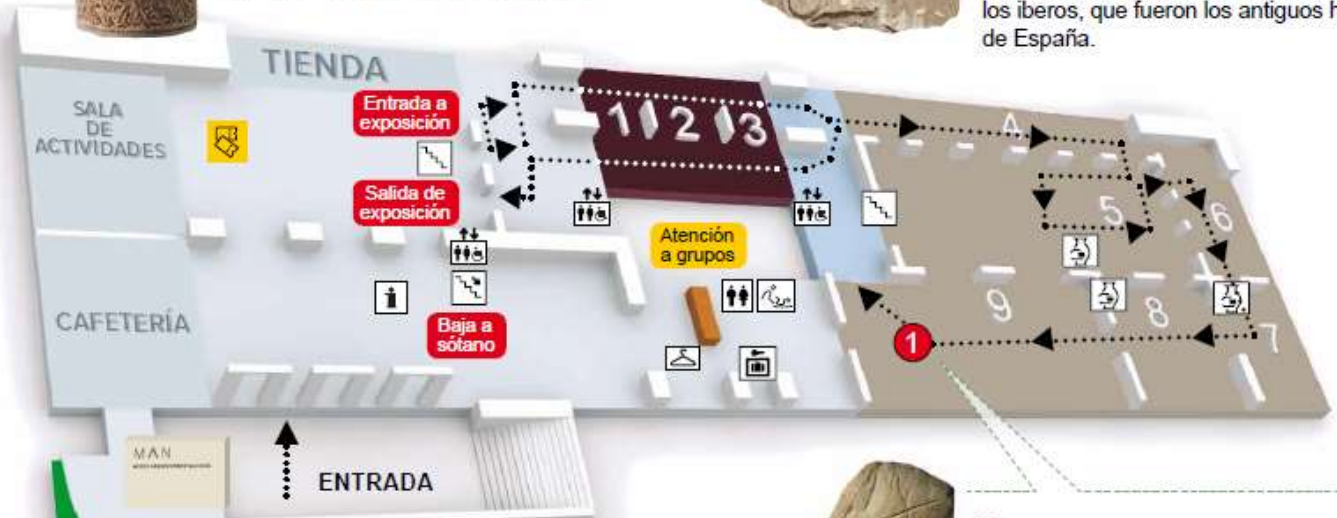 los iberos, que fueron los antiguos h
de España.
TIENDA
SALA
DE
ACTIVIDADES
Entrada a
exposición
1 2 3
4
5
6
Salida de
exposición
Atención
a grupos
CAFETERÍA
Baja a
sótano
9
8
7
1
MAN
ENTRADA